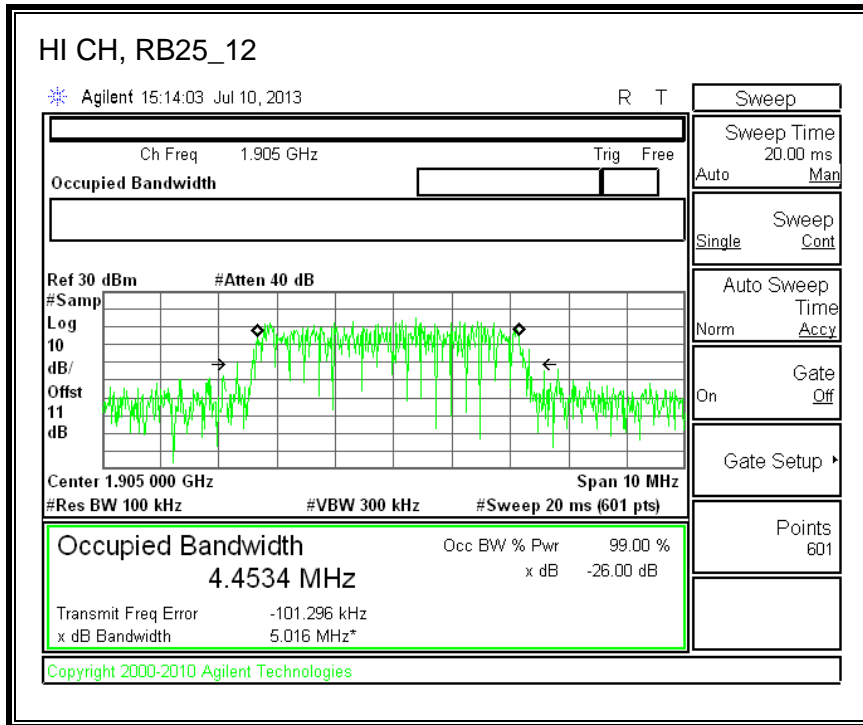 HI CH, RB25_12
Agilent 15:14:03 Jul 10, 2013 R T
Ch Freq 1.905 GHz Trig Free
Occupied Bandwidth
Ref 30 dBm #Atten 40 dB
#Samp
Log
10
dB/
Offst
11
dB
Center 1.905 000 GHz Span 10 MHz
#Res BW 100 kHz #VBW 300 kHz #Sweep 20 ms (601 pts)
Occupied Bandwidth Occ BW % Pwr 99.00 %
4.4534 MHz x dB -26.00 dB
Transmit Freq Error -101.296 kHz
x dB Bandwidth 5.016 MHz*
Copyright 2000-2010 Agilent Technologies
Sweep
Sweep Time
20.00 ms
Auto Man
Sweep
Single Cont
Auto Sweep
Time
Norm Accy
Gate
On Off
Gate Setup
Points
601